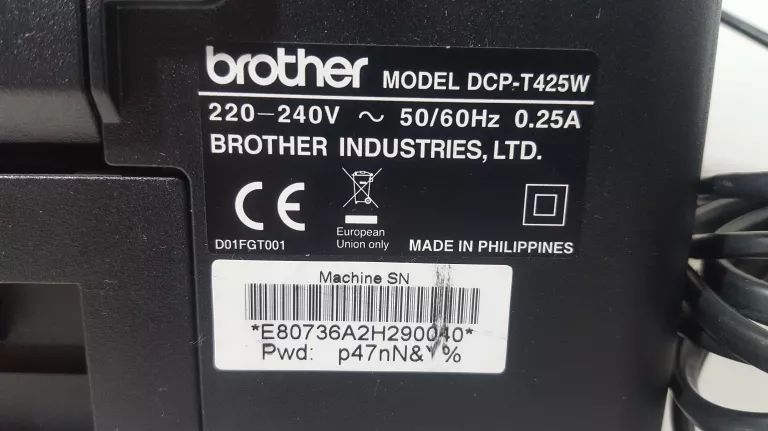 brother MODEL DCP-T425W
220-240V ~ 50/60Hz 0.25A
BROTHER INDUSTRIES, LTD.
CE
European
Union only
D01FGT001
MADE IN PHILIPPINES
Machine SN
*E80736A2H290040*
Pwd: